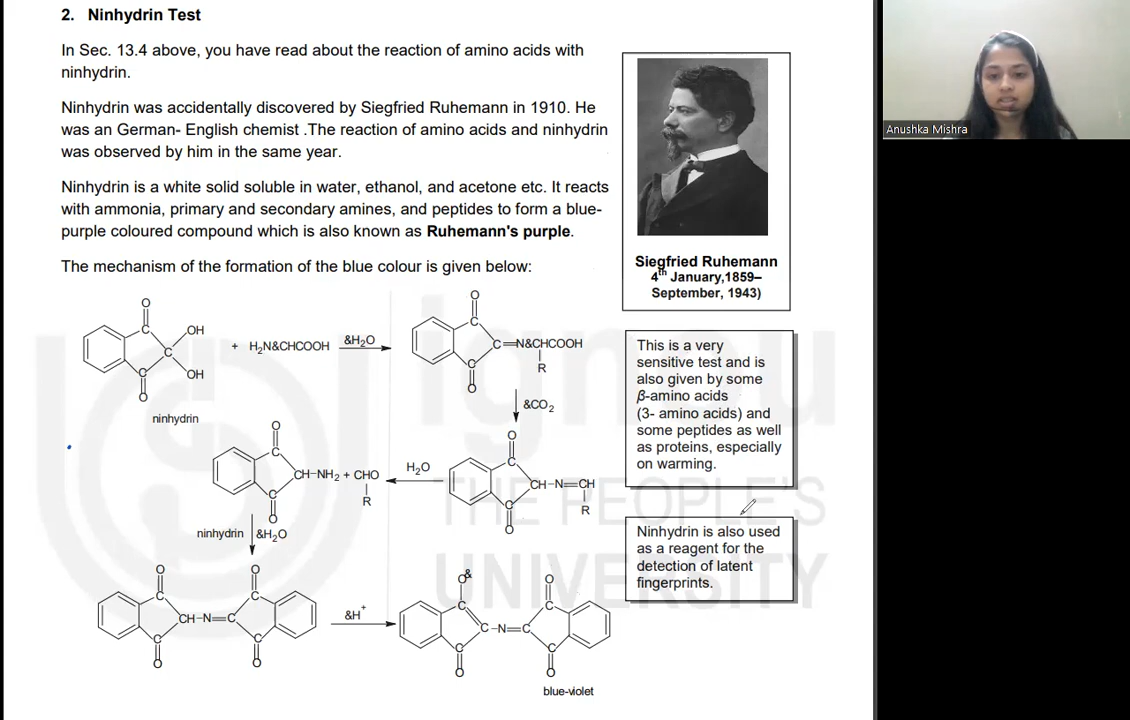 2. Ninhydrin Test
In Sec. 13.4 above, you have read about the reaction of amino acids with
ninhydrin.
Ninhydrin was accidentally discovered by Siegfried Ruhemann in 1910. He
was an German- English chemist .The reaction of amino acids and ninhydrin
was observed by him in the same year.
Ninhydrin is a white solid soluble in water, ethanol, and acetone etc. It reacts
with ammonia, primary and secondary amines, and peptides to form a blue-
purple coloured compound which is also known as Ruhemann's purple.
The mechanism of the formation of the blue colour is given below:
Siegfried Ruhemann
4th January,1859–
September, 1943)
Anushka Mishra
O
C
OH
C
OH
C
O
ninhydrin
+ H2N&CHCOOH
&H2O
O
C
C=N&CHCOOH
R
C
O
&CO2
O
C
CH-N=CH
R
C
O
H2O
O
C
CH-NH2 + CHO
R
C
O
ninhydrin &H2O
O
C
CH-N=C
C
O
O
C
C
O
&H+
O&
C
C-N=C
C
O
O
C
C
O
blue-violet
This is a very
sensitive test and is
also given by some
β-amino acids
(3- amino acids) and
some peptides as well
as proteins, especially
on warming.
Ninhydrin is also used
as a reagent for the
detection of latent
fingerprints.
ignou
THE PEOPLE'S
UNIVERSITY